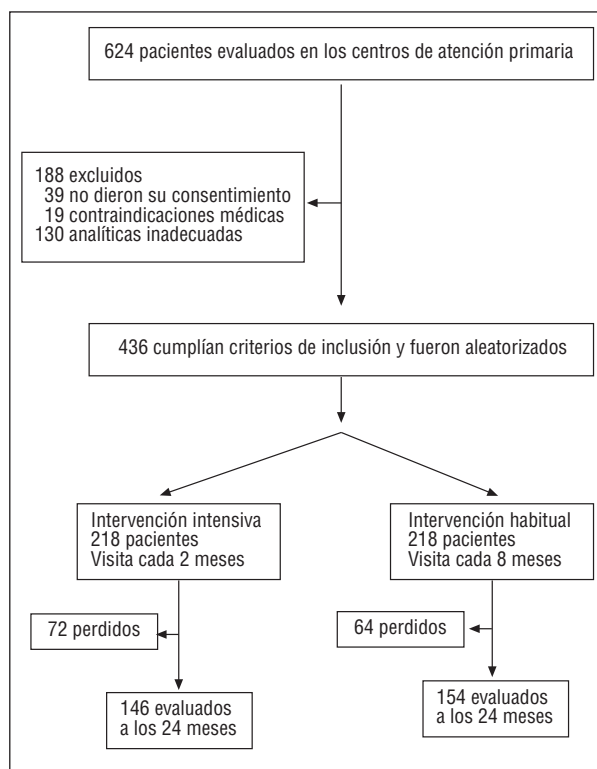 624 pacientes evaluados en los centros de atención primaria
188 excluidos
39 no dieron su consentimiento
19 contraindicaciones médicas
130 analíticas inadecuadas
436 cumplían criterios de inclusión y fueron aleatorizados
Intervención intensiva
218 pacientes
Visita cada 2 meses
Intervención habitual
218 pacientes
Visita cada 8 meses
72 perdidos
64 perdidos
146 evaluados
a los 24 meses
154 evaluados
a los 24 meses